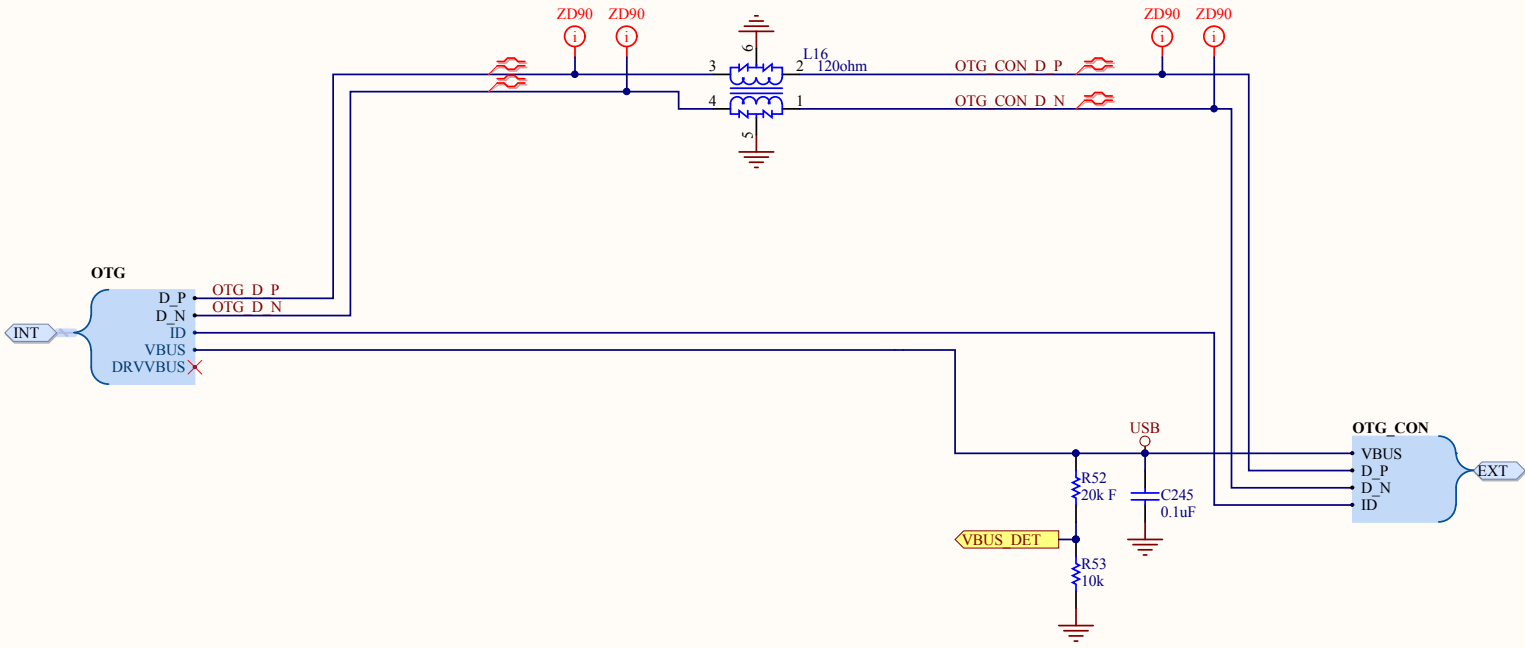 ZD90 ZD90 ZD90 ZD90
i i i i
6
L16
3 2 120ohm OTG_CON_D_P
4 1 OTG_CON_D_N
5
OTG
D_P OTG_D_P
D_N OTG_D_N
INT ID
VBUS
DRVVBUS
USB OTG_CON
VBUS
D_P EXT
D_N
ID
R52
20k F
C245
0.1uF
VBUS_DET
R53
10k